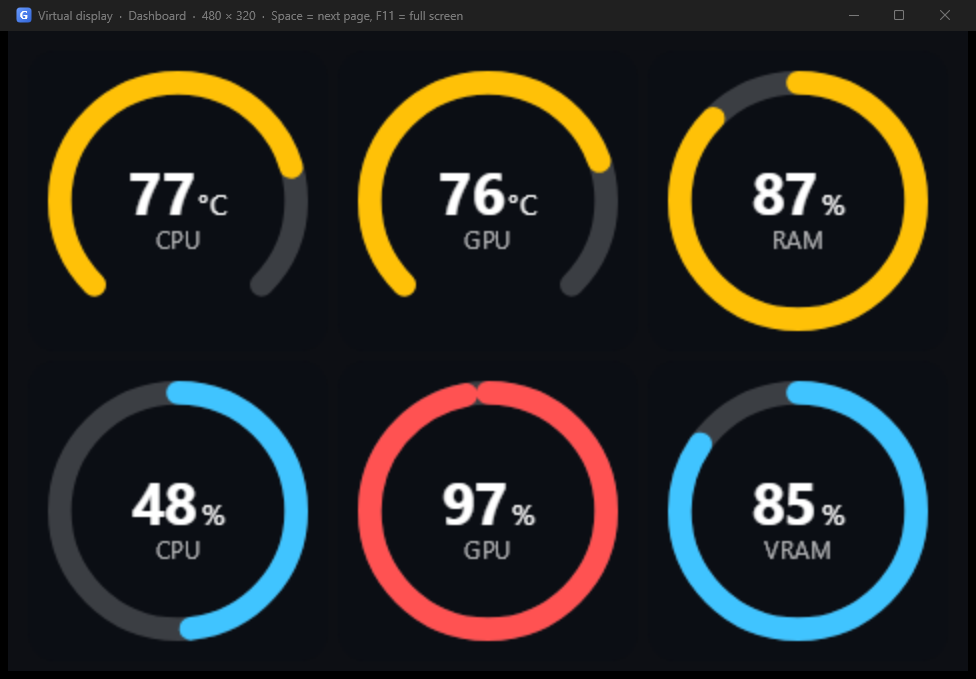 G Virtual display · Dashboard · 480 × 320 · Space = next page, F11 = full screen
77°C
CPU
76°C
GPU
87%
RAM
48%
CPU
97%
GPU
85%
VRAM